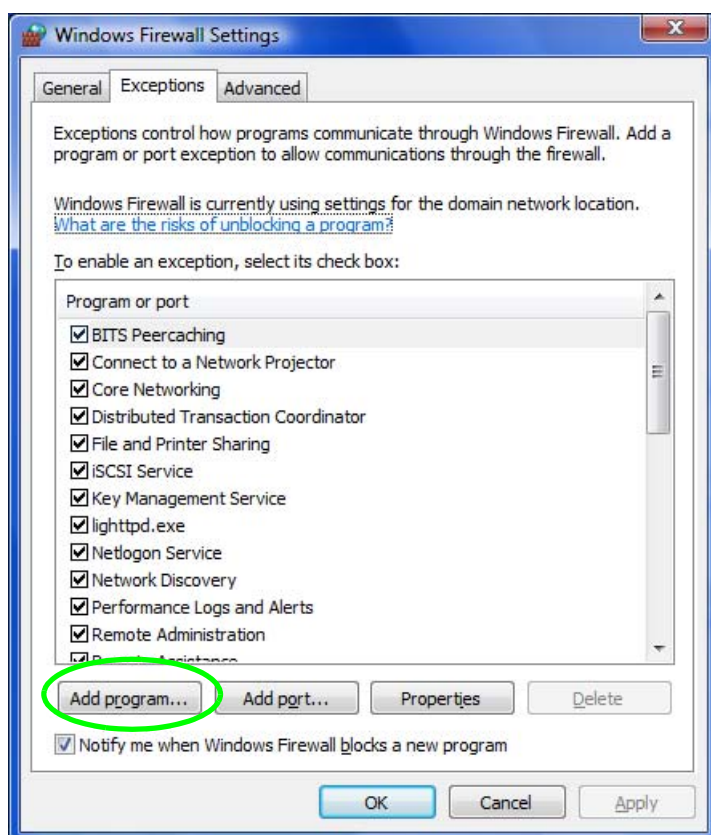 Windows Firewall Settings
General Exceptions Advanced
Exceptions control how programs communicate through Windows Firewall. Add a
program or port exception to allow communications through the firewall.
Windows Firewall is currently using settings for the domain network location.
What are the risks of unblocking a program?
To enable an exception, select its check box:
Program or port
BITS Peercaching
Connect to a Network Projector
Core Networking
Distributed Transaction Coordinator
File and Printer Sharing
iSCSI Service
Key Management Service
lighttpd.exe
Netlogon Service
Network Discovery
Performance Logs and Alerts
Remote Administration
Remote Assistance
Add program... Add port... Properties Delete
Notify me when Windows Firewall blocks a new program
OK Cancel Apply